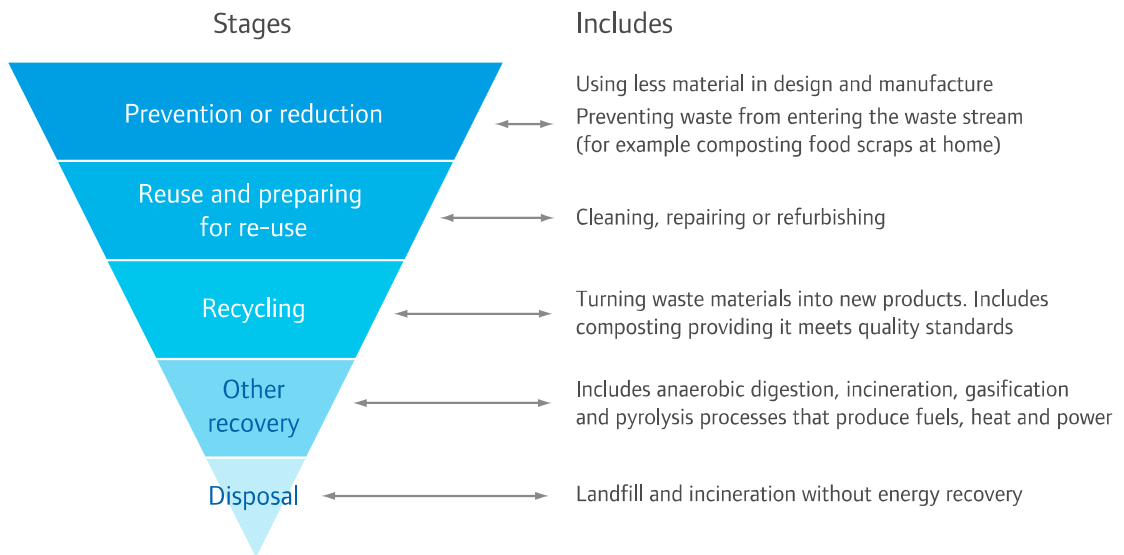 Stages
Includes
Prevention or reduction
Using less material in design and manufacture
Preventing waste from entering the waste stream
(for example composting food scraps at home)
Reuse and preparing
for re-use
Cleaning, repairing or refurbishing
Recycling
Turning waste materials into new products. Includes
composting providing it meets quality standards
Other
recovery
Includes anaerobic digestion, incineration, gasification
and pyrolysis processes that produce fuels, heat and power
Disposal
Landfill and incineration without energy recovery